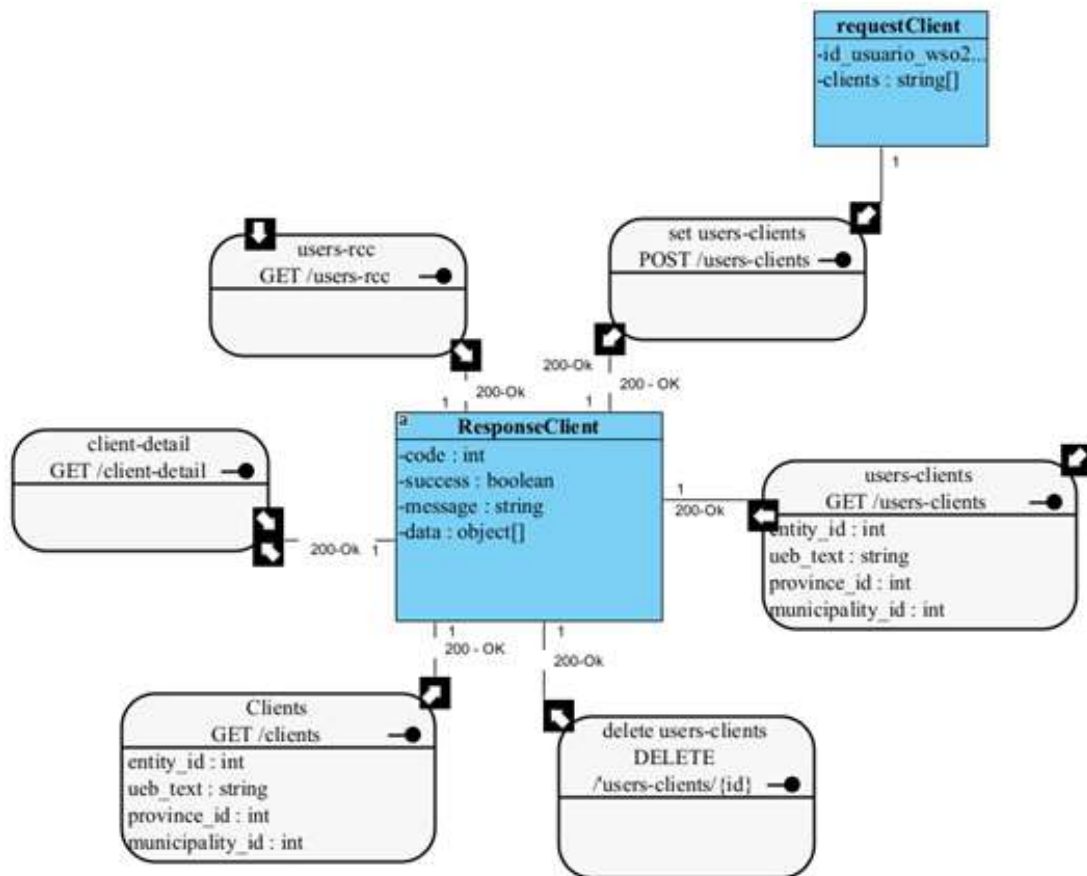 requestClient
-id_usuario_wso2...
-clients : string[]
1
users-rcc
GET /users-rcc
set users-clients
POST /users-clients
200-Ok
1
200-Ok
200 - OK
1
client-detail
GET /client-detail
200-Ok
1
a
ResponseClient
-code : int
-success : boolean
-message : string
-data : object[]
1
200-Ok
users-clients
GET /users-clients
entity_id : int
ueb_text : string
province_id : int
municipality_id : int
1
200 - OK
1
200-Ok
Clients
GET /clients
entity_id : int
ueb_text : string
province_id : int
municipality_id : int
delete users-clients
DELETE
/'users-clients/{id}